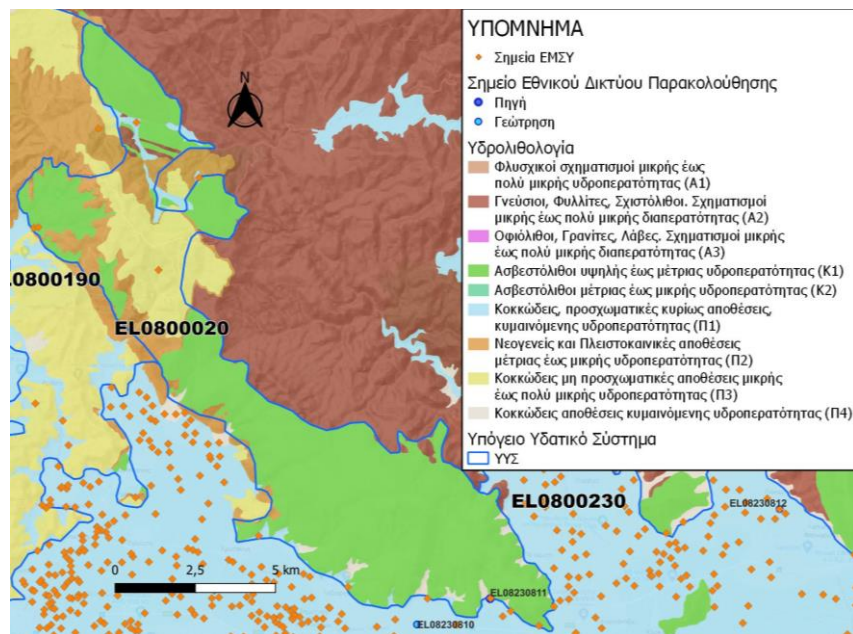 ΥΠΟΜΝΗΜΑ
Σημεία ΕΜΣΥ
Σημείο Εθνικού Δικτύου Παρακολούθησης
Πηγή
Γεώτρηση
Υδρολιθολογία
Φλυσχικοί σχηματισμοί μικρής έως
πολύ μικρής υδροπερατότητας (Α1)
Γνεύσιοι, Φυλλίτες, Σχιστόλιθοι. Σχηματισμοί
μικρής έως πολύ μικρής διαπερατότητας (Α2)
Οφιόλιθοι, Γρανίτες, Λάβες. Σχηματισμοί μικρής
έως πολύ μικρής διαπερατότητας (Α3)
Ασβεστόλιθοι υψηλής έως μέτριας υδροπερατότητας (Κ1)
Ασβεστόλιθοι μέτριας έως μικρής υδροπερατότητας (Κ2)
Κοκκώδεις, προσχωματικές κυρίως αποθέσεις,
κυμαινόμενης υδροπερατότητας (Π1)
Νεογενείς και Πλειστοκαινικές αποθέσεις
μέτριας έως μικρής υδροπερατότητας (Π2)
Κοκκώδεις μη προσχωματικές αποθέσεις μικρής
έως πολύ μικρής υδροπερατότητας (Π3)
Κοκκώδεις αποθέσεις κυμαινόμενης υδροπερατότητας (Π4)
Υπόγειο Υδατικό Σύστημα
ΥΥΣ
N
L0800190
EL0800020
EL0800230
EL08230812
EL08230811
EL08230810
0 2,5 5 km